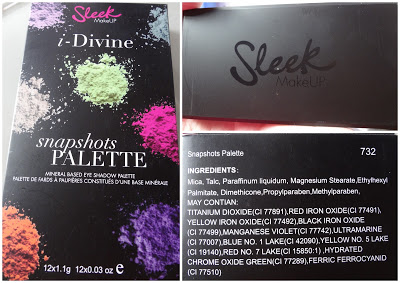 Sleek
MakeUP
i-Divine
snapshots
PALETTE
MINERAL BASED EYE SHADOW PALETTE
PALETTE DE FARDS À PAUPIÈRES CONSTITUÉS D'UNE BASE MINÉRALE
12x1.1g 12x0.03 oz e
Sleek
MakeUP
Snapshots Palette 732
INGREDIENTS:
Mica, Talc, Paraffinum liquidum, Magnesium Stearate,Ethylhexyl
Palmitate, Dimethicone,Propylparaben,Methylparaben,
MAY CONTIAN:
TITANIUM DIOXIDE(CI 77891),RED IRON OXIDE(CI 77491),
YELLOW IRON OXIDE(CI 77492),BLACK IRON OXIDE
(CI 77499),MANGANESE VIOLET(CI 77742),ULTRAMARINE
(CI 77007),BLUE NO. 1 LAKE(CI 42090),YELLOW NO. 5 LAKE
(CI 19140),RED NO. 7 LAKE(CI 15850:1) ,HYDRATED
CHROME OXIDE GREEN(CI 77289),FERRIC FERROCYANID
(CI 77510)